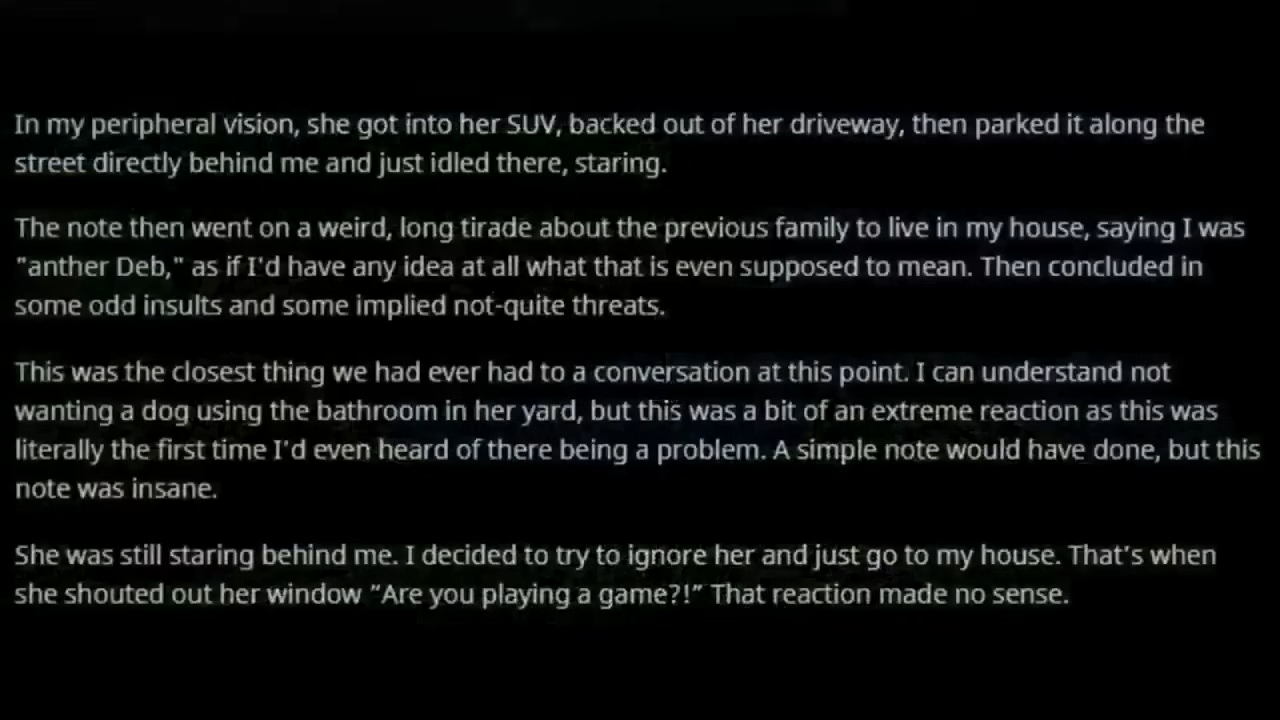 In my peripheral vision, she got into her SUV, backed out of her driveway, then parked it along the
street directly behind me and just idled there, staring.
The note then went on a weird, long tirade about the previous family to live in my house, saying I was
"anther Deb," as if I'd have any idea at all what that is even supposed to mean. Then concluded in
some odd insults and some implied not-quite threats.
This was the closest thing we had ever had to a conversation at this point. I can understand not
wanting a dog using the bathroom in her yard, but this was a bit of an extreme reaction as this was
literally the first time I'd even heard of there being a problem. A simple note would have done, but this
note was insane.
She was still staring behind me. I decided to try to ignore her and just go to my house. That’s when
she shouted out her window “Are you playing a game?!” That reaction made no sense.